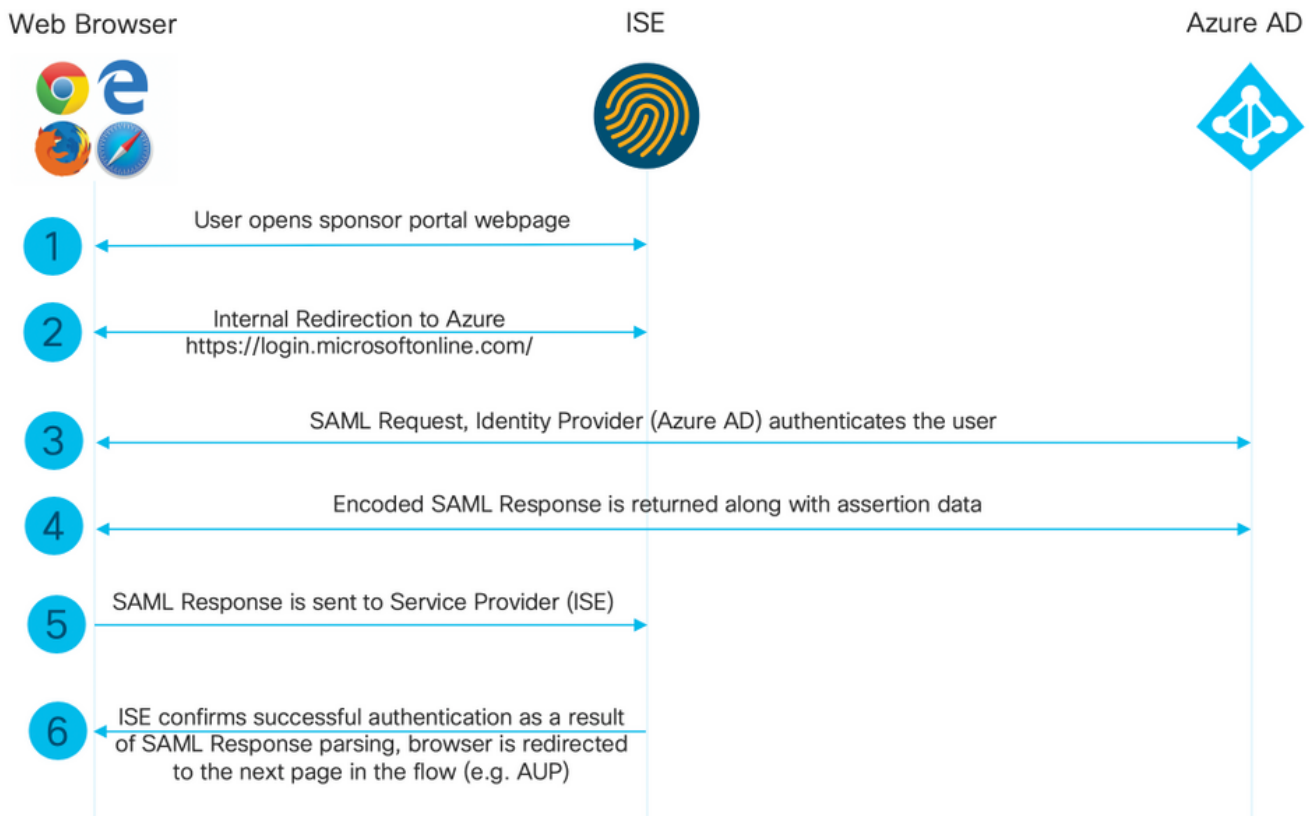 Web Browser
ISE
Azure AD
1
User opens sponsor portal webpage
2
Internal Redirection to Azure
https://login.microsoftonline.com/
3
SAML Request, Identity Provider (Azure AD) authenticates the user
4
Encoded SAML Response is returned along with assertion data
5
SAML Response is sent to Service Provider (ISE)
6
ISE confirms successful authentication as a result
of SAML Response parsing, browser is redirected
to the next page in the flow (e.g. AUP)